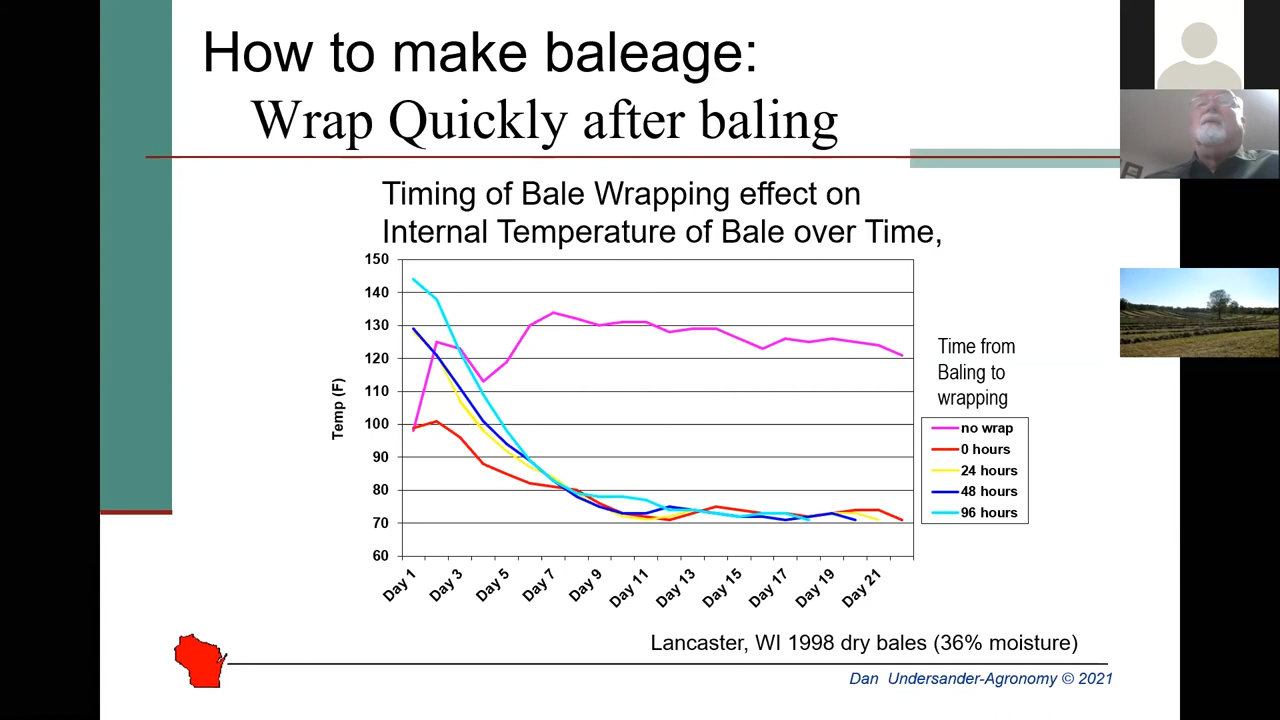 How to make baleage:
Wrap Quickly after baling
Timing of Bale Wrapping effect on
Internal Temperature of Bale over Time,
150
140
130
120
110
100
90
80
70
60
Temp (F)
Day 1
Day 3
Day 5
Day 7
Day 9
Day 11
Day 13
Day 15
Day 17
Day 19
Day 21
Time from
Baling to
wrapping
no wrap
0 hours
24 hours
48 hours
96 hours
Lancaster, WI 1998 dry bales (36% moisture)
Dan Undersander-Agronomy © 2021